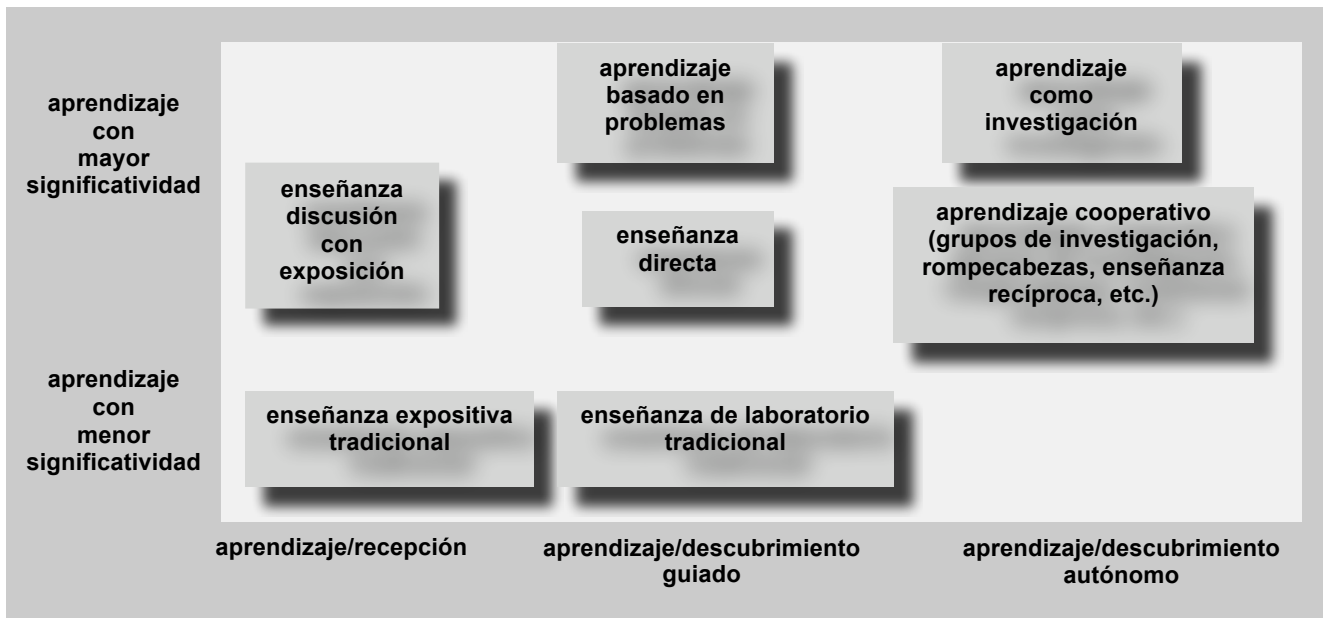 aprendizaje
con
mayor
significatividad
aprendizaje
basado en
problemas
aprendizaje
como
investigación
enseñanza
discusión
con
exposición
enseñanza
directa
aprendizaje cooperativo
(grupos de investigación,
rompecabezas, enseñanza
recíproca, etc.)
aprendizaje
con
menor
significatividad
enseñanza expositiva
tradicional
enseñanza de laboratorio
tradicional
aprendizaje/recepción
aprendizaje/descubrimiento
guiado
aprendizaje/descubrimiento
autónomo